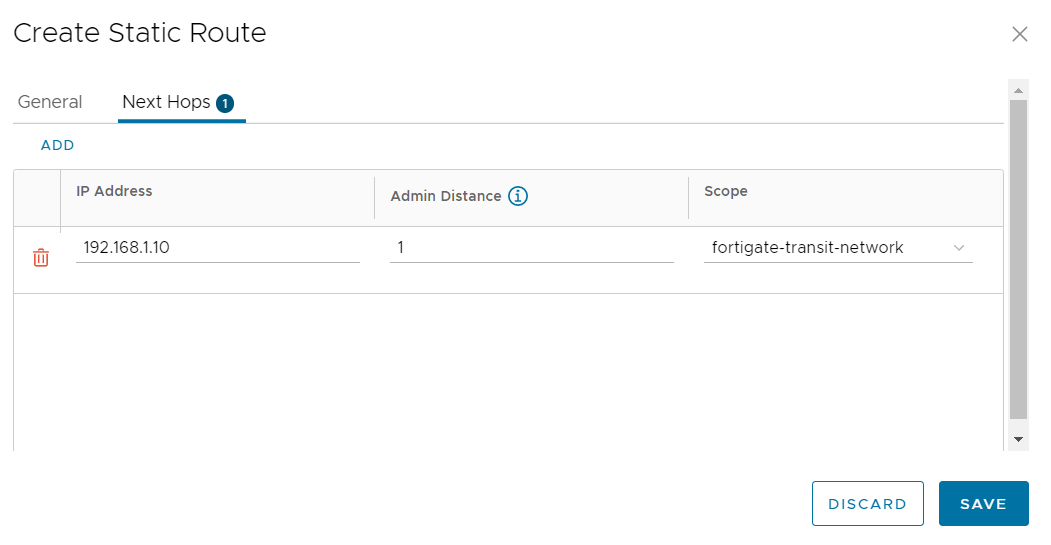 Create Static Route
General Next Hops 1
ADD
IP Address Admin Distance Scope
192.168.1.10 1 fortigate-transit-network
DISCARD SAVE